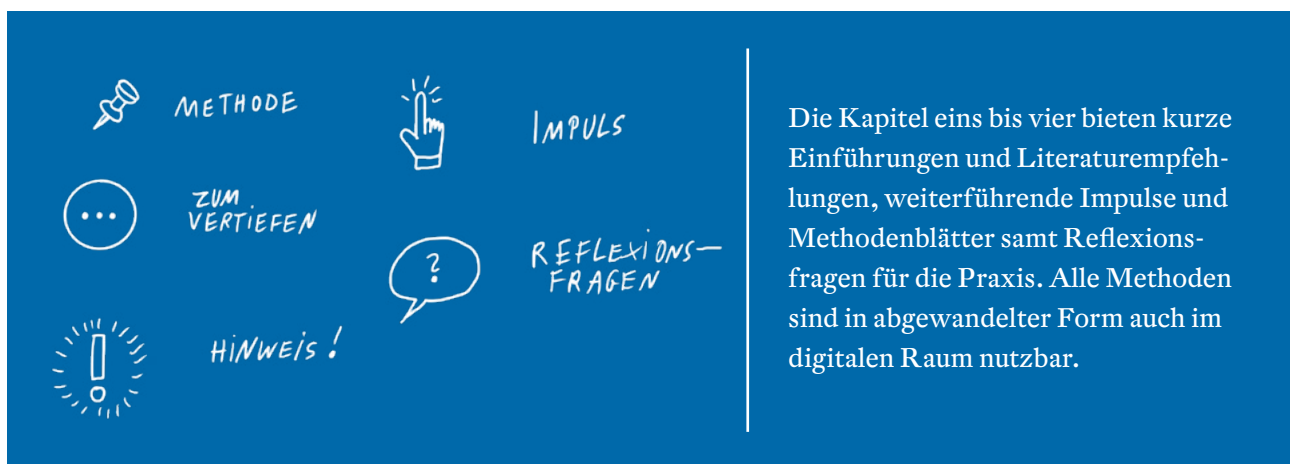 METHODE
IMPULS
ZUM
VERTIEFEN
REFLEXIONS-
FRAGEN
HINWEIS!
Die Kapitel eins bis vier bieten kurze
Einführungen und Literaturempfeh-
lungen, weiterführende Impulse und
Methodenblätter samt Reflexions-
fragen für die Praxis. Alle Methoden
sind in abgewandelter Form auch im
digitalen Raum nutzbar.